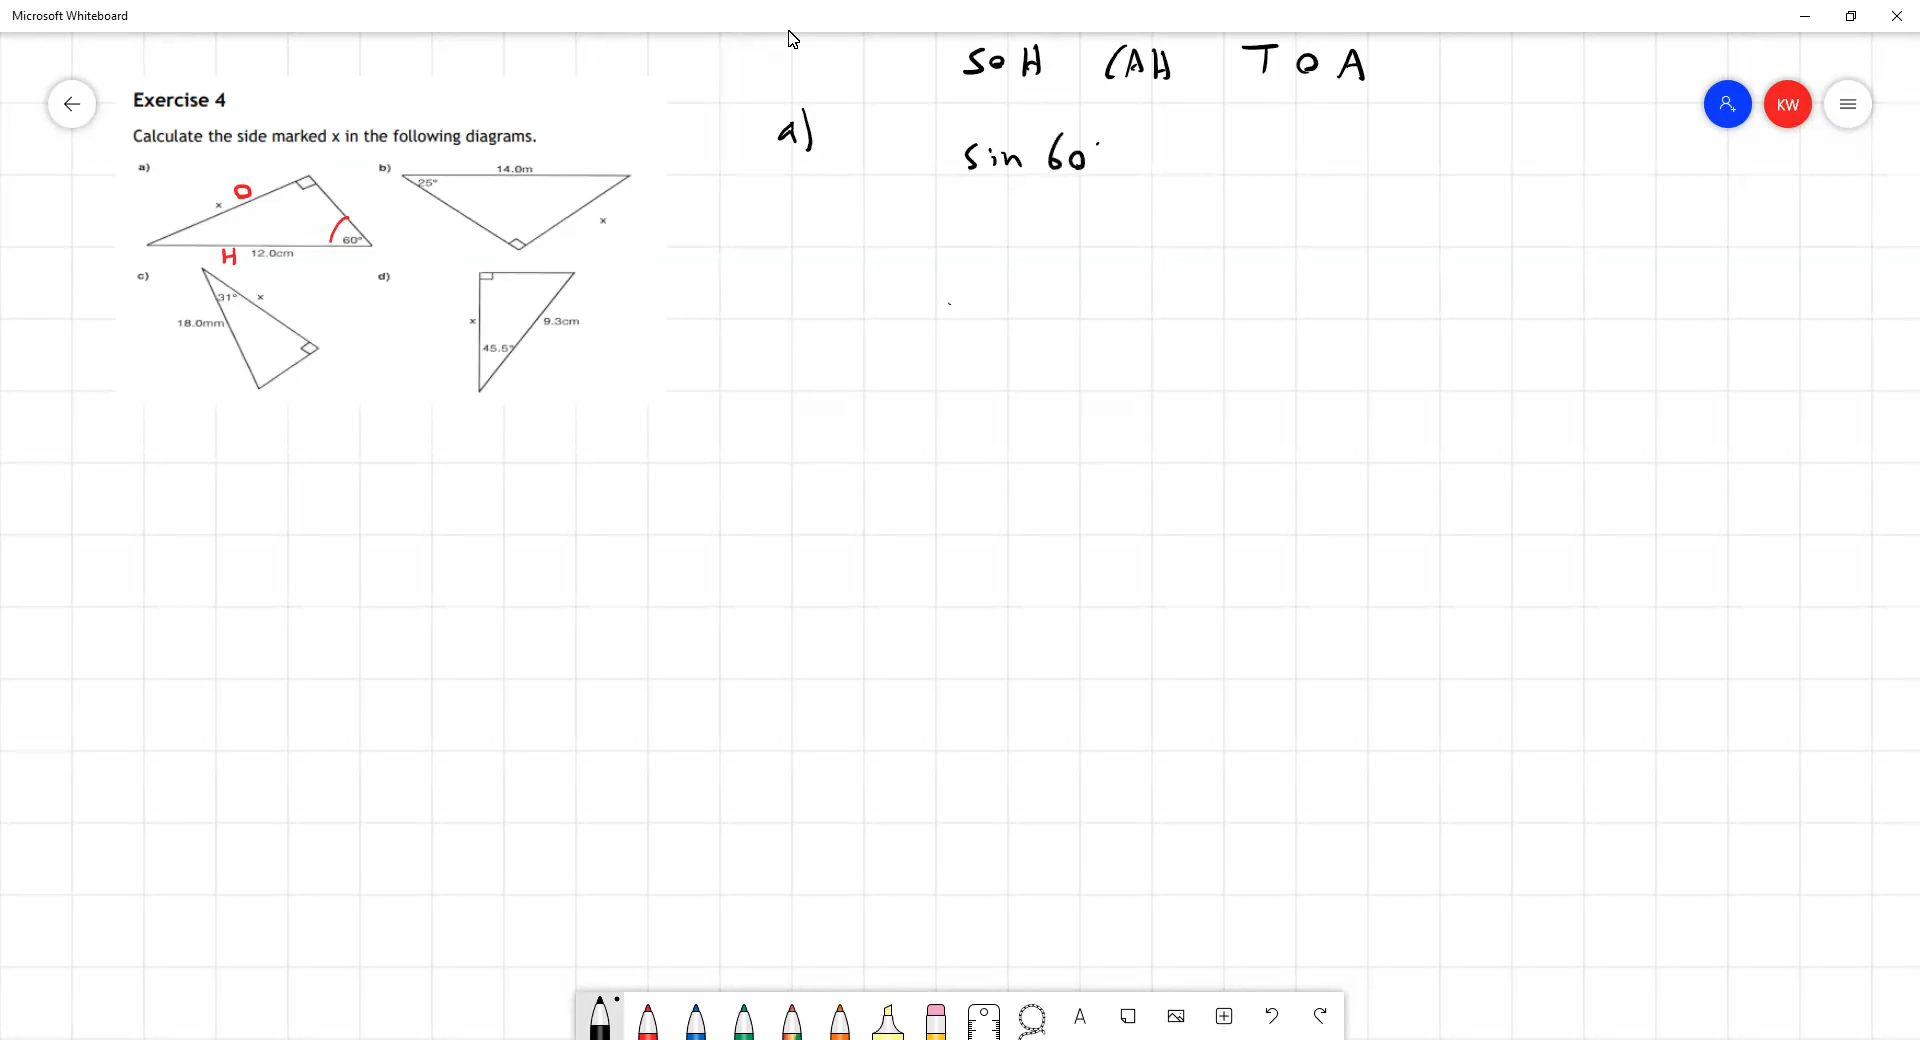 Microsoft Whiteboard
SOH CAH TOA
KW
Exercise 4
Calculate the side marked x in the following diagrams.
a)
sin 60°
a)
O
x
60°
H 12.0cm
b)
14.0m
25°
x
c)
31°
x
18.0mm
d)
x
9.3cm
45.5°
A